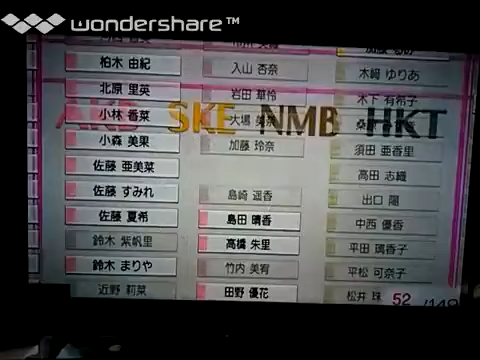 wondershare™
柏木 由紀
北原 里英
小林 香菜
小森 美果
佐藤 亜美菜
佐藤 すみれ
佐藤 夏希
鈴木 紫帆里
鈴木 まりや
近野 莉菜
入山 杏奈
岩田 華怜
大場 美奈
加藤 玲奈
島崎 遥香
島田 晴香
高橋 朱里
竹内 美宥
田野 優花
木﨑 ゆりあ
木下 有希子
須田 亜香里
高田 志織
出口 陽
中西 優香
平田 璃香子
平松 可奈子
松井 珠
AKB SKE NMB HKT
52 /149